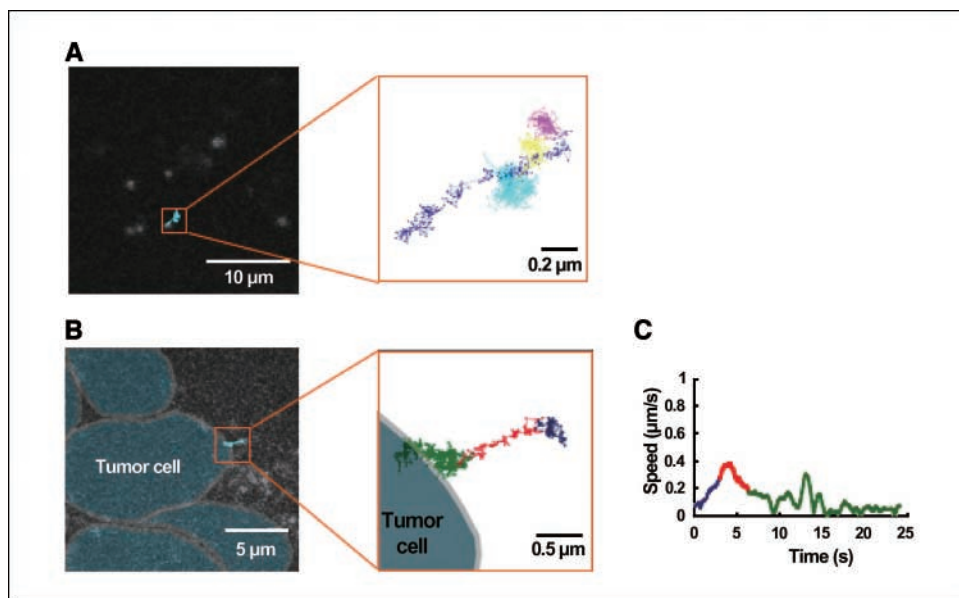 A
10 µm
0.2 µm
B
Tumor cell
5 µm
Tumor
cell
0.5 µm
C
Speed (µm/s)
1
0.8
0.6
0.4
0.2
0
0 5 10 15 20 25
Time (s)